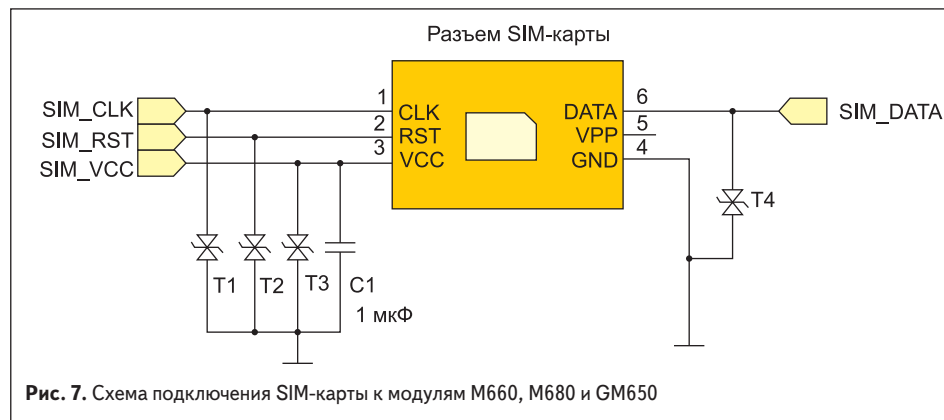 Разъем SIM-карты
SIM_CLK
SIM_RST
SIM_VCC
1
2
3
CLK
RST
VCC
DATA
VPP
GND
6
5
4
SIM_DATA
T1
T2
T3
C1
1 мкФ
T4
Рис. 7. Схема подключения SIM-карты к модулям M660, M680 и GM650